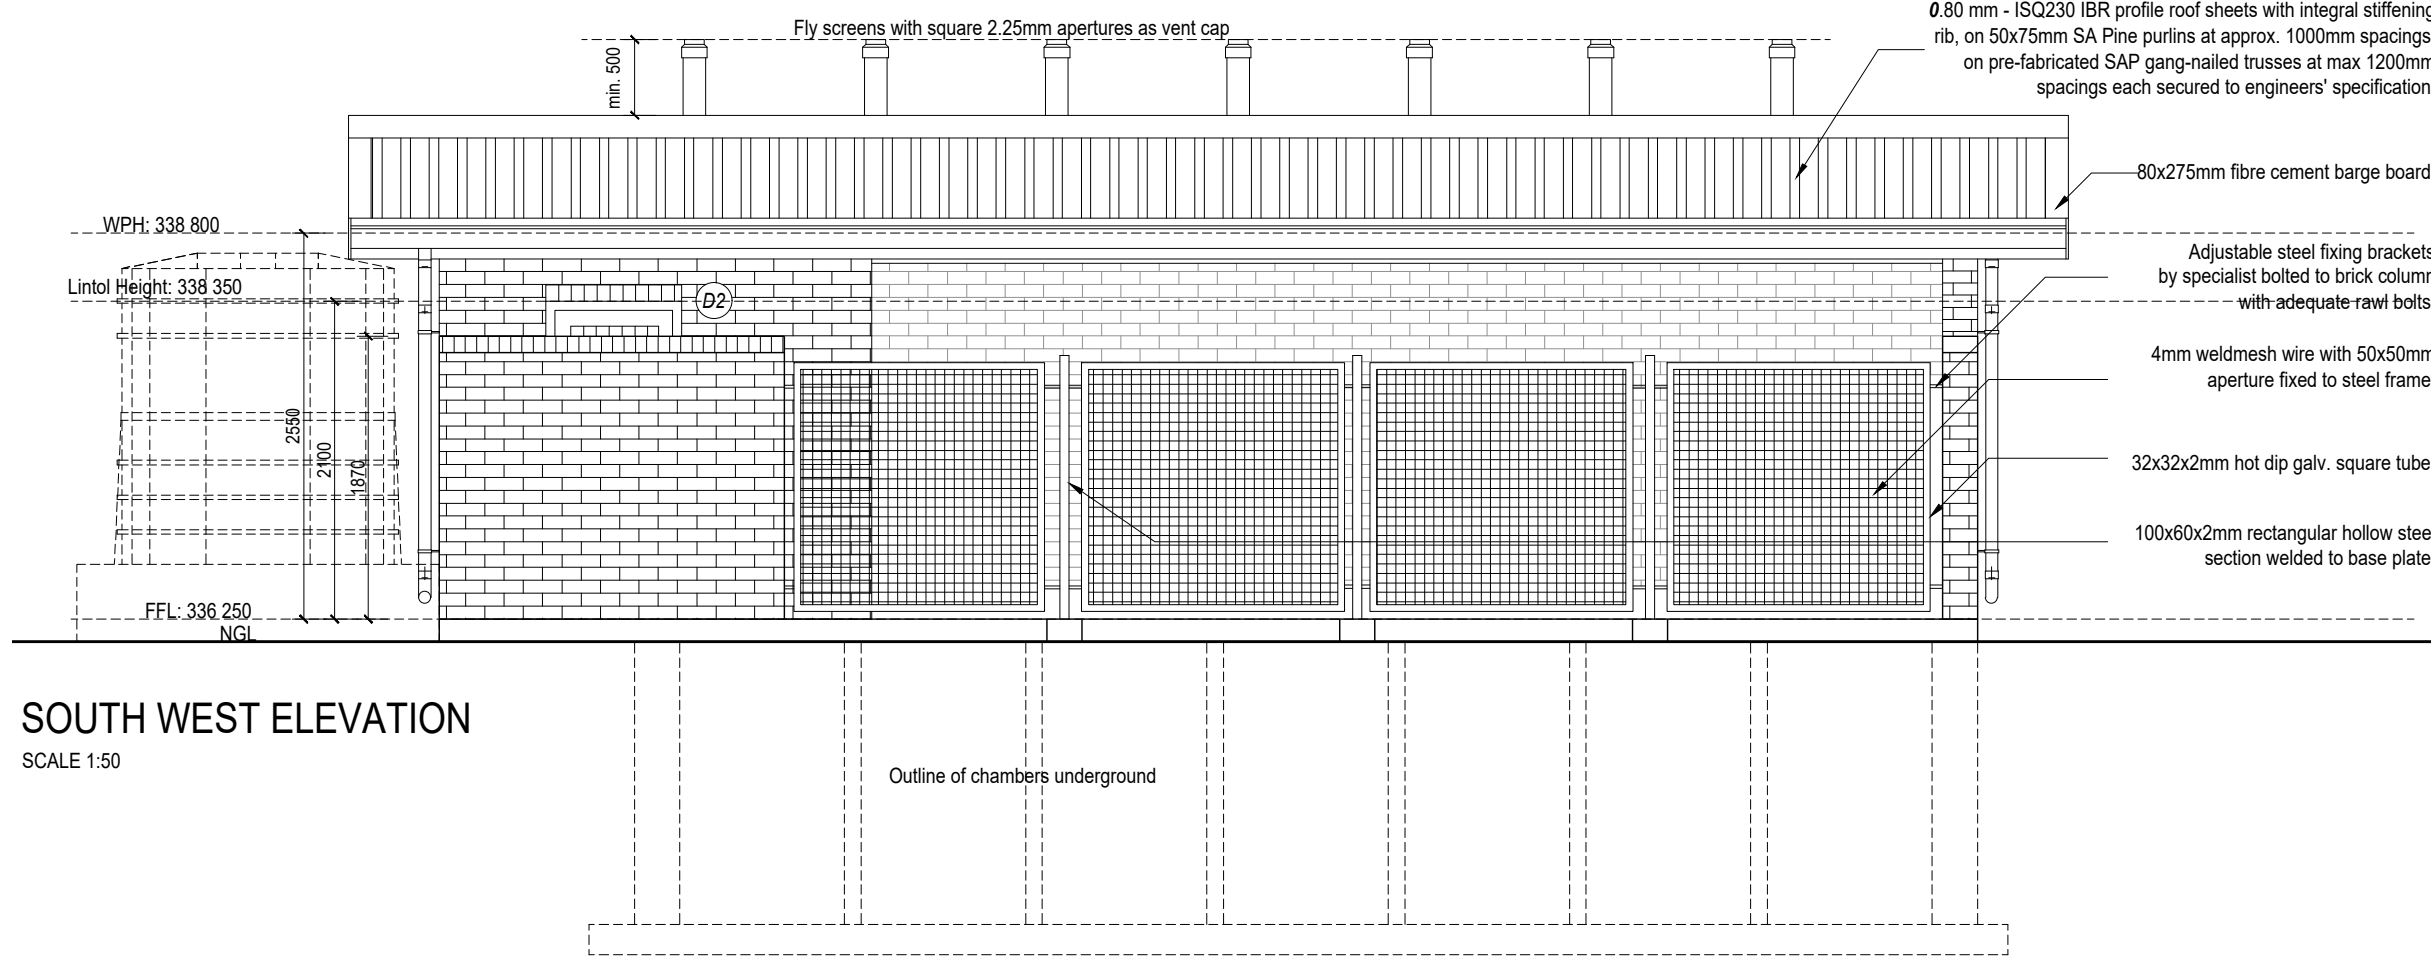 Fly screens with square 2.25mm apertures as vent cap
min. 500
0.80 mm - ISQ230 IBR profile roof sheets with integral stiffening
rib, on 50x75mm SA Pine purlins at approx. 1000mm spacings
on pre-fabricated SAP gang-nailed trusses at max 1200mm
spacings each secured to engineers' specification
80x275mm fibre cement barge board
WPH: 338 800
Lintol Height: 338 350
D2
Adjustable steel fixing brackets
by specialist bolted to brick column
with adequate rawl bolts
4mm weldmesh wire with 50x50mm
aperture fixed to steel frame
2550
2100
1870
32x32x2mm hot dip galv. square tube
100x60x2mm rectangular hollow stee
section welded to base plate
FFL: 336 250
NGL
SOUTH WEST ELEVATION
SCALE 1:50
Outline of chambers underground